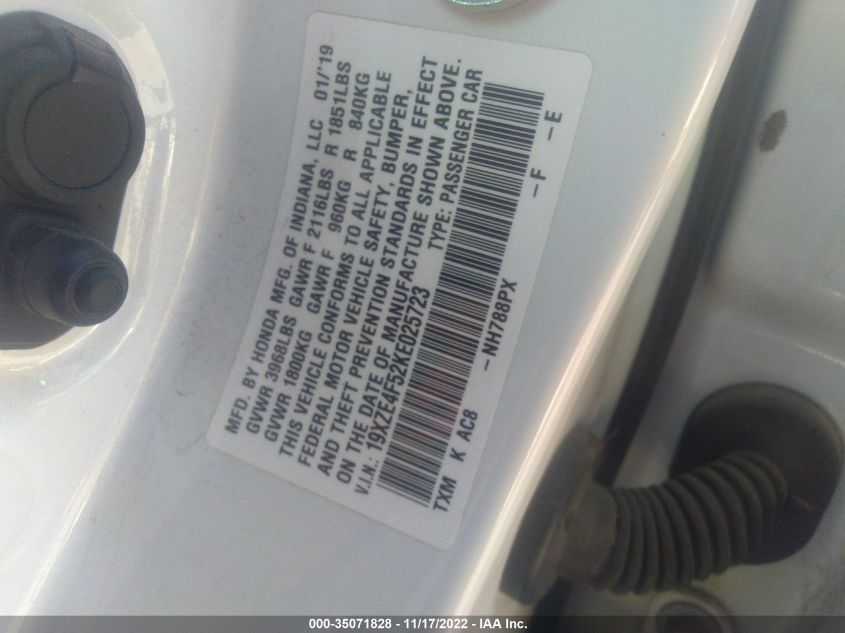 MFD. BY HONDA MFG. OF INDIANA, LLC 01/'19
GVWR 3968LBS GAWR F 2116LBS R 1851LBS
GVWR 1800KG GAWR F 960KG R 840KG
THIS VEHICLE CONFORMS TO ALL APPLICABLE
FEDERAL MOTOR VEHICLE SAFETY, BUMPER,
AND THEFT PREVENTION STANDARDS IN EFFECT
ON THE DATE OF MANUFACTURE SHOWN ABOVE.
V.I.N.: 19XZE4F52KE025723 TYPE: PASSENGER CAR
TXM K AC8 -NH788PX -F -E
000-35071828 - 11/17/2022 - IAA Inc.